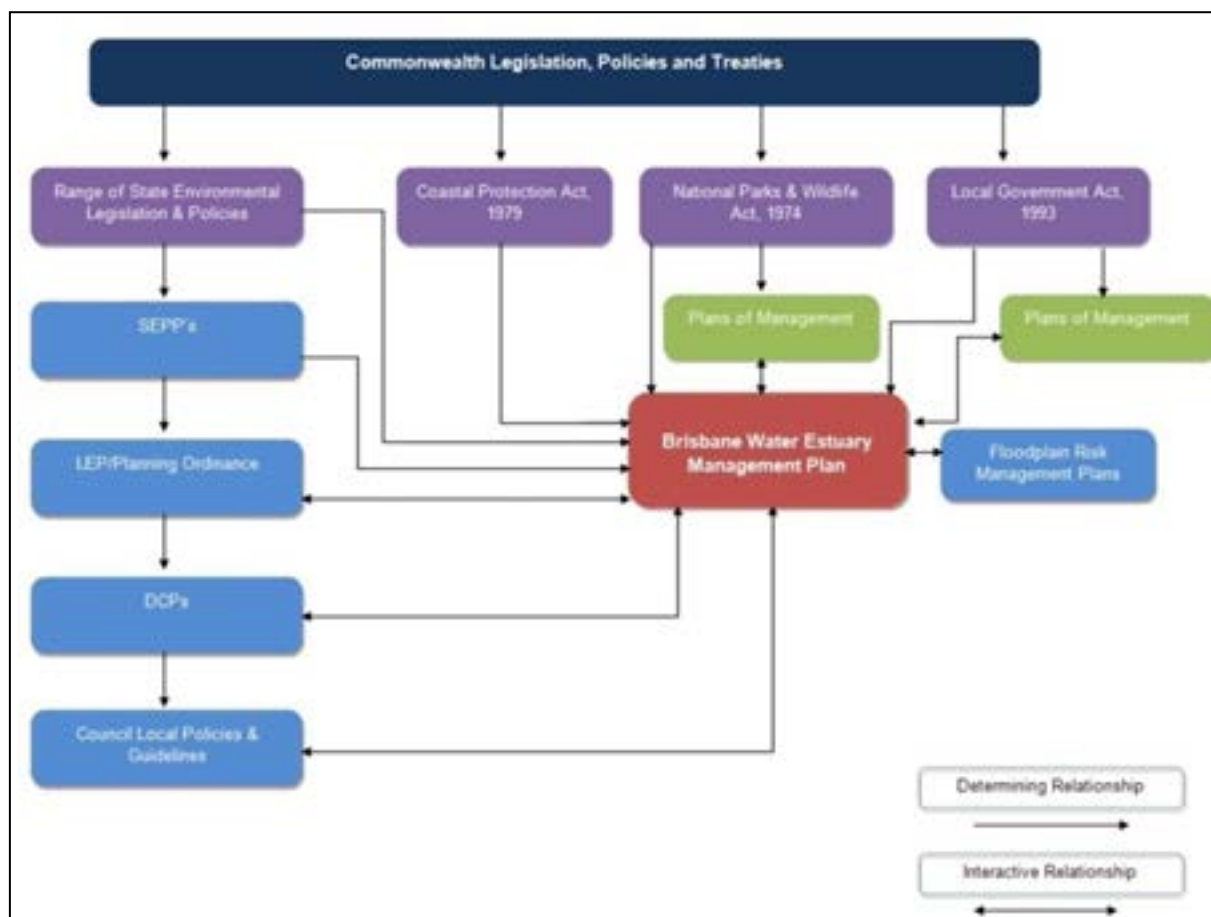 Commonwealth Legislation, Policies and Treaties
Range of State Environmental
Legislation & Policies
Coastal Protection Act,
1979
National Parks & Wildlife
Act, 1974
Local Government Act,
1993
SEPP's
Plans of Management
Plans of Management
LEP/Planning Ordinance
Brisbane Water Estuary
Management Plan
Floodplain Risk
Management Plans
DCPs
Council Local Policies &
Guidelines
Determining Relationship
Interactive Relationship